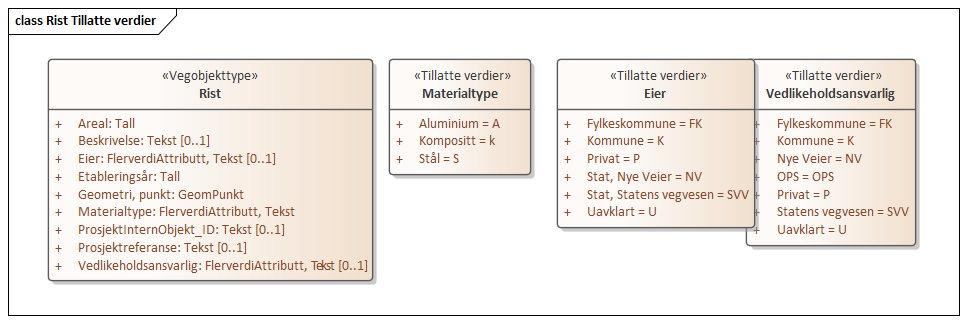 class Rist Tillatte verdier
«Vegobjekttype»
Rist
+ Areal: Tall
+ Beskrivelse: Tekst [0..1]
+ Eier: FlerverdiAttributt, Tekst [0..1]
+ Etableringsår: Tall
+ Geometri, punkt: GeomPunkt
+ Materialtype: FlerverdiAttributt, Tekst
+ ProsjektInternObjekt_ID: Tekst [0..1]
+ Prosjektreferanse: Tekst [0..1]
+ Vedlikeholdsansvarlig: FlerverdiAttributt, Tekst [0..1]
«Tillatte verdier»
Materialtype
+ Aluminium = A
+ Kompositt = k
+ Stål = S
«Tillatte verdier»
Eier
+ Fylkeskommune = FK
+ Kommune = K
+ Privat = P
+ Stat, Nye Veier = NV
+ Stat, Statens vegvesen = SVV
+ Uavklart = U
«Tillatte verdier»
Vedlikeholdsansvarlig
+ Fylkeskommune = FK
+ Kommune = K
+ Nye Veier = NV
+ OPS = OPS
+ Privat = P
+ Statens vegvesen = SVV
+ Uavklart = U